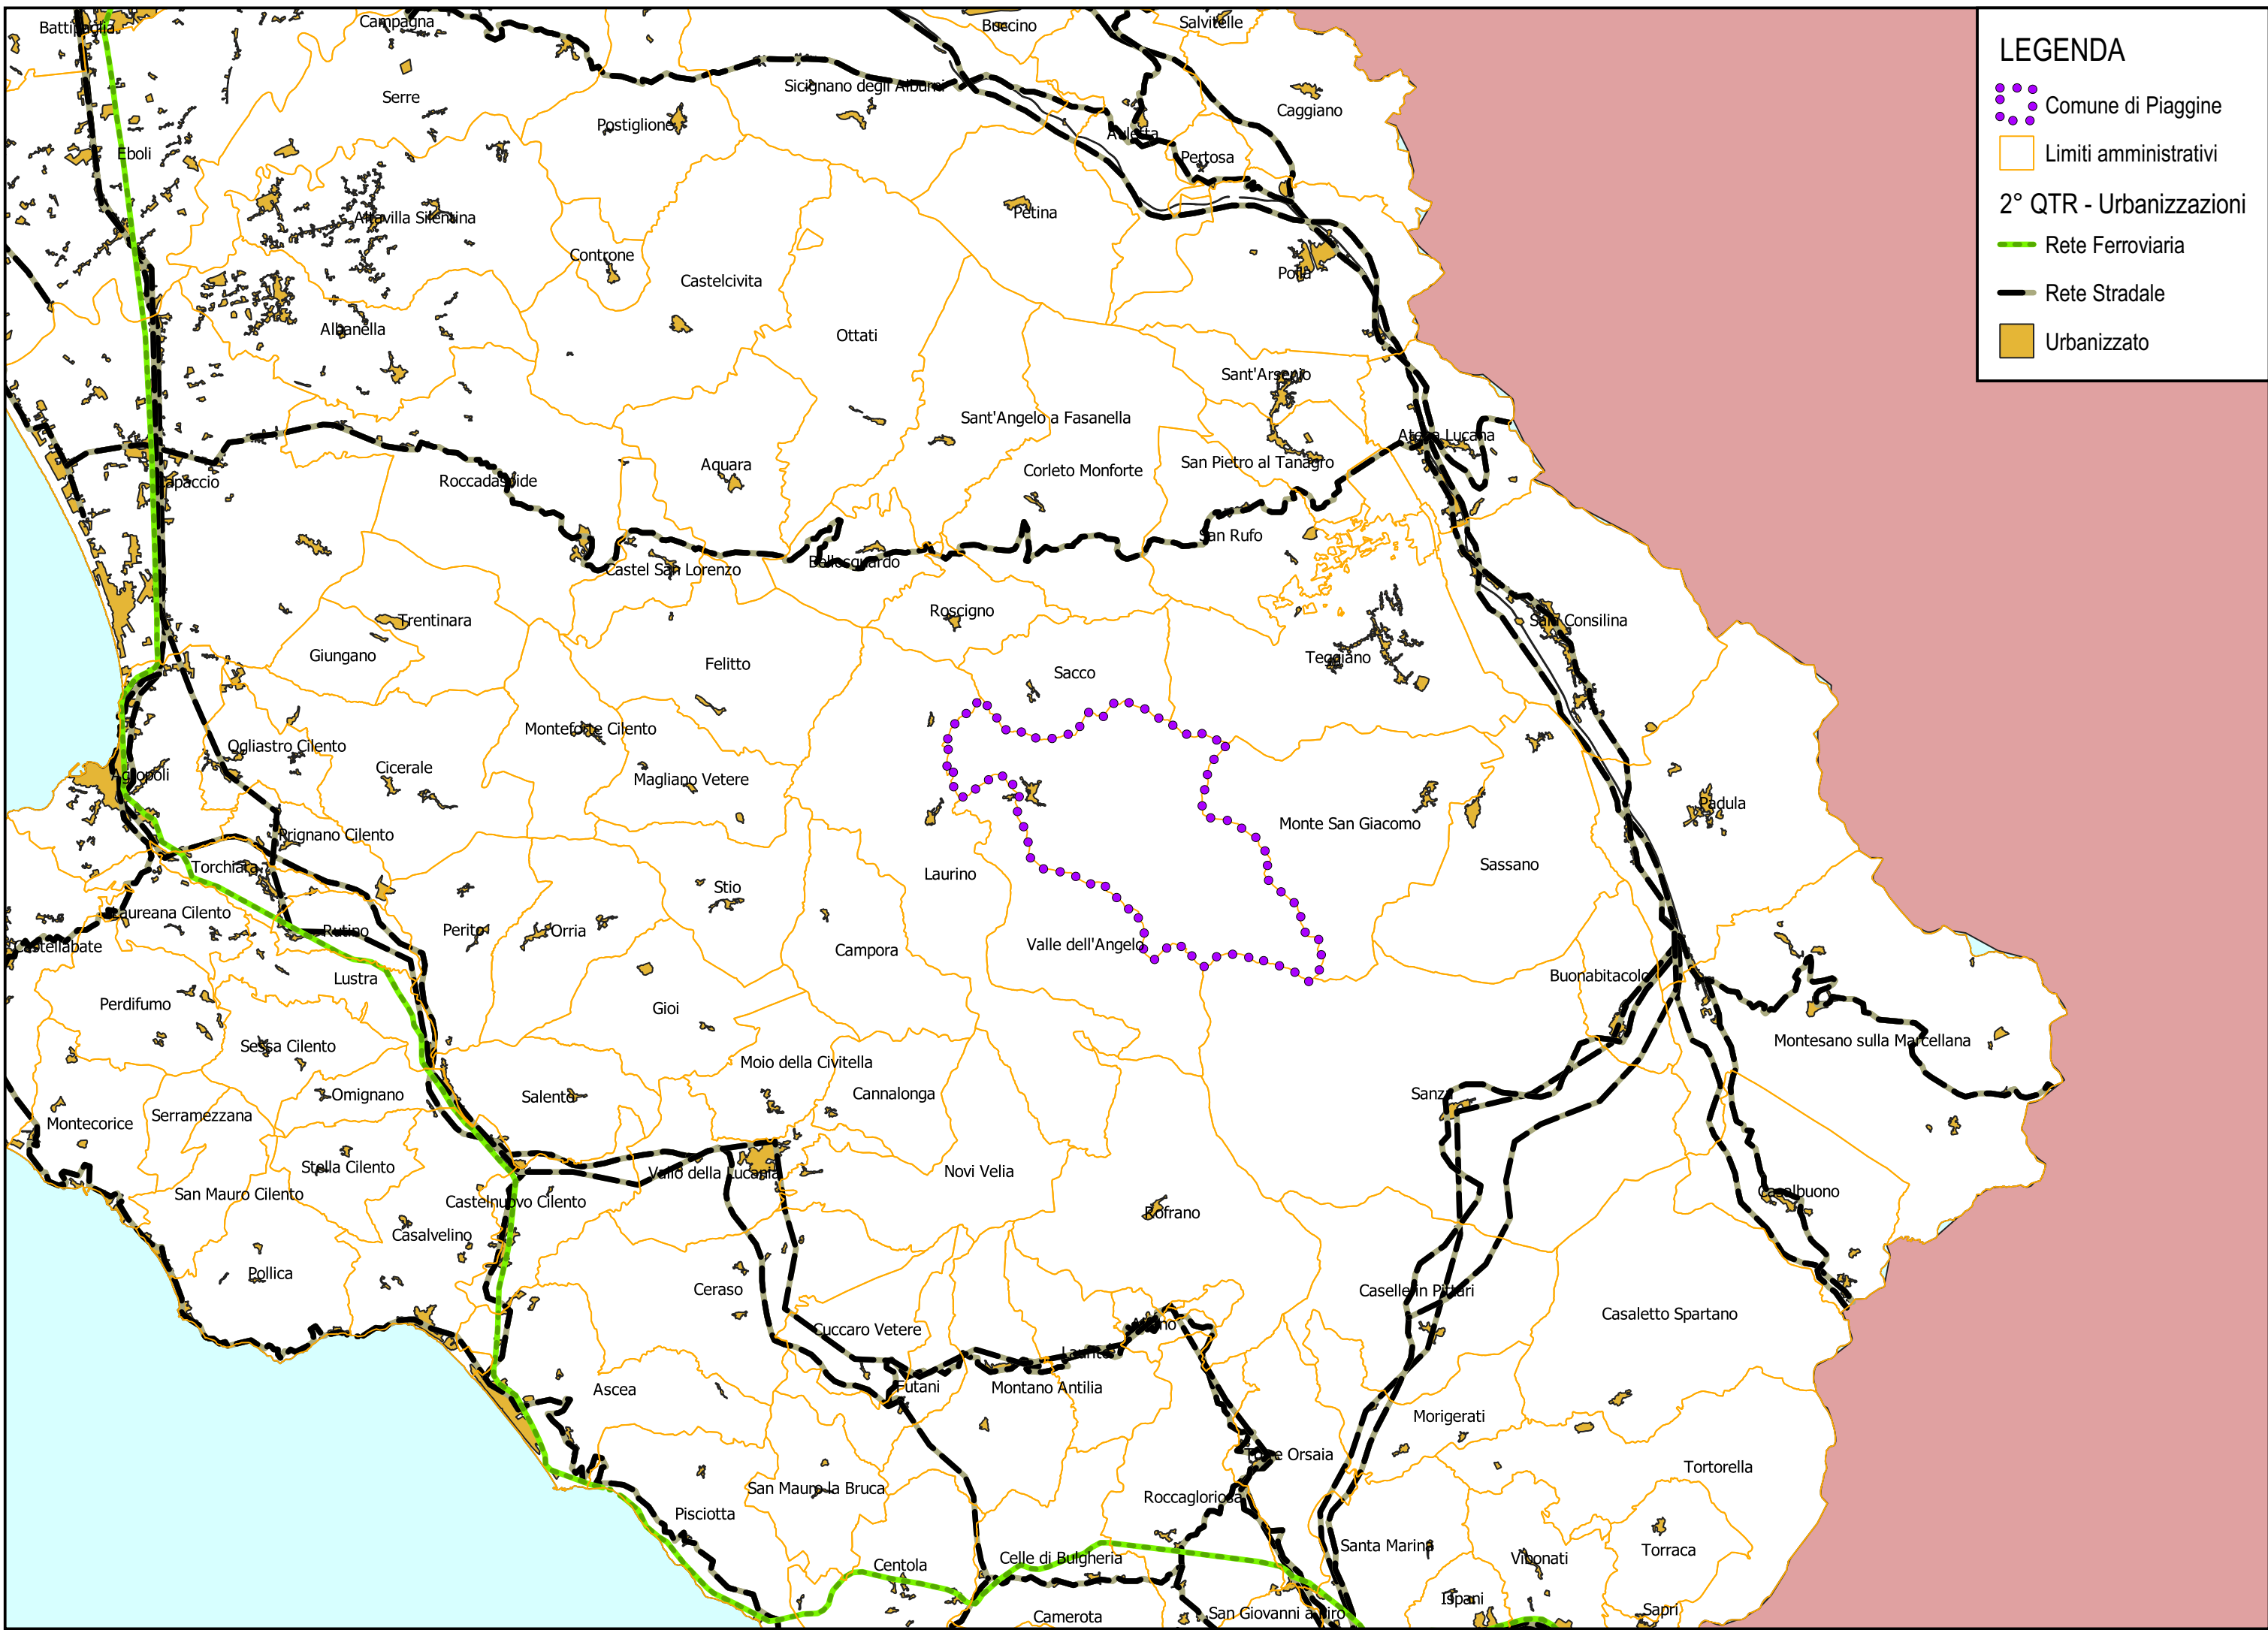 LEGENDA
Comune di Piaggine
Limiti amministrativi
2° QTR - Urbanizzazioni
Rete Ferroviaria
Rete Stradale
Urbanizzato
Battipaglia
Campagna
Buccino
Salvitelle
Serre
Sicignano degli Alburni
Caggiano
Postiglione
Auletta
Eboli
Pertosa
Altavilla Silentina
Petina
Controne
Castelcivita
Polla
Albanella
Ottati
Sant'Arsenio
Sant'Angelo a Fasanella
Atena Lucana
Aquara
Corleto Monforte
San Pietro al Tanagro
Capaccio
Roccadaspide
San Rufo
Castel San Lorenzo
Bellosguardo
Roscigno
Trentinara
Sala Consilina
Giungano
Felitto
Teggiano
Sacco
Monteforte Cilento
Ogliastro Cilento
Cicerale
Agropoli
Magliano Vetere
Padula
Monte San Giacomo
Prignano Cilento
Torchiara
Sassano
Laurino
Stio
Laureana Cilento
Rutino
Perito
Orria
Castellabate
Valle dell'Angelo
Campora
Lustra
Buonabitacolo
Perdifumo
Gioi
Sessa Cilento
Montesano sulla Marcellana
Moio della Civitella
Omignano
Salento
Cannalonga
Sanza
Serramezzana
Montecorice
Stella Cilento
Vallo della Lucania
Novi Velia
San Mauro Cilento
Casalbuono
Castelnuovo Cilento
Rofrano
Casalvelino
Pollica
Ceraso
Caselle in Pittari
Casaletto Spartano
Cuccaro Vetere
Alfano
Laurito
Ascea
Futani
Montano Antilia
Morigerati
Torre Orsaia
Tortorella
San Mauro la Bruca
Roccagloriosa
Pisciotta
Santa Marina
Torraca
Vibonati
Celle di Bulgheria
Centola
Ispani
Sapri
San Giovanni a Piro
Camerota